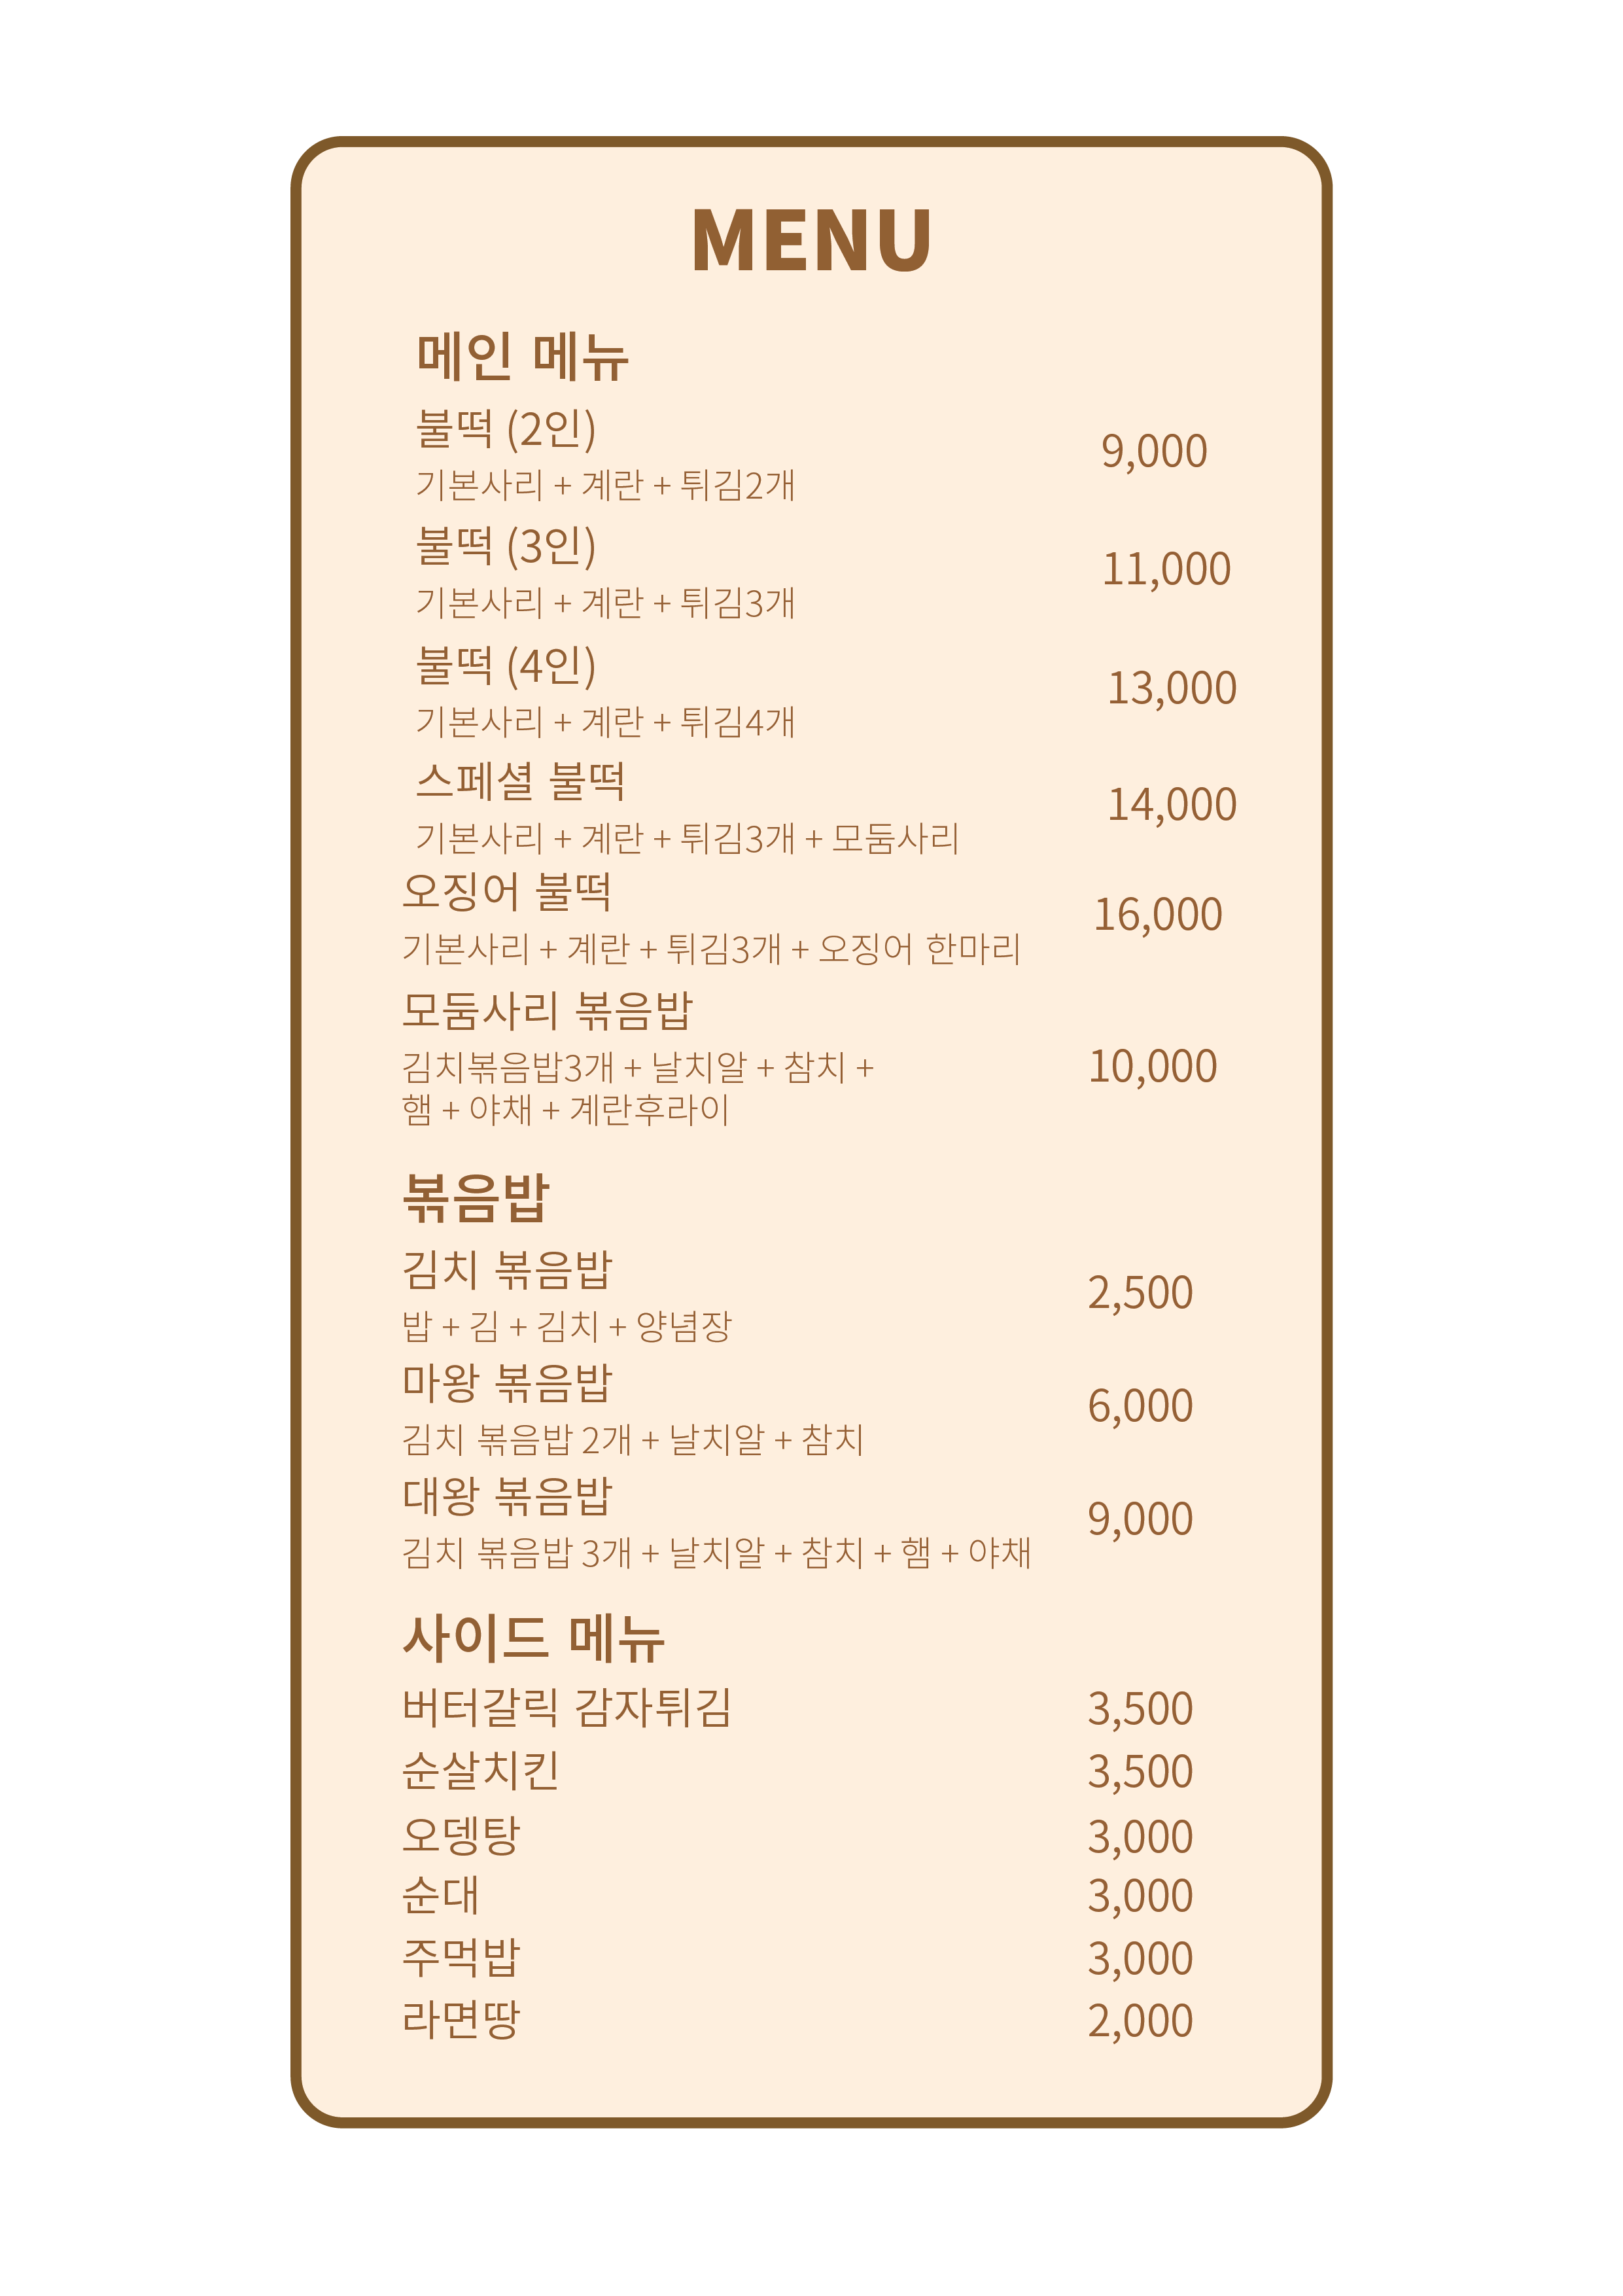 MENU
메인 메뉴
불떡 (2인)
9,000
기본사리 + 계란 + 튀김2개
불떡 (3인)
11,000
기본사리 + 계란 + 튀김3개
불떡 (4인)
13,000
기본사리 + 계란 + 튀김4개
스페셜 불떡
14,000
기본사리 + 계란 + 튀김3개 + 모둠사리
오징어 불떡
16,000
기본사리 + 계란 + 튀김3개 + 오징어 한마리
모둠사리 볶음밥
김치볶음밥3개 + 날치알 + 참치 +
10,000
햄 + 야채 + 계란후라이
볶음밥
김치 볶음밥
2,500
밥 + 김 + 김치 + 양념장
마왕 볶음밥
6,000
김치 볶음밥 2개 + 날치알 + 참치
대왕 볶음밥
9,000
김치 볶음밥 3개 + 날치알 + 참치 + 햄 + 야채
사이드 메뉴
버터갈릭 감자튀김 3,500
순살치킨 3,500
오뎅탕 3,000
순대 3,000
주먹밥 3,000
라면땅 2,000